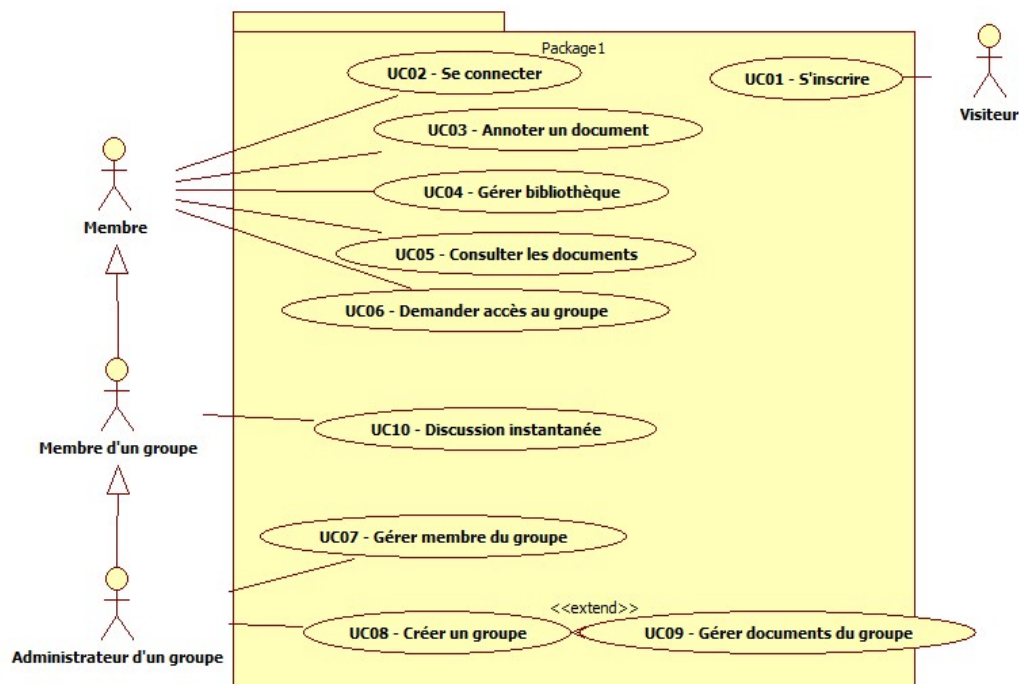 Package1
UC02 - Se connecter
UC01 - S'inscrire
Visiteur
UC03 - Annoter un document
UC04 - Gérer bibliothèque
Membre
UC05 - Consulter les documents
UC06 - Demander accès au groupe
UC10 - Discussion instantanée
Membre d'un groupe
UC07 - Gérer membre du groupe
<<extend>>
UC08 - Créer un groupe
UC09 - Gérer documents du groupe
Administrateur d'un groupe